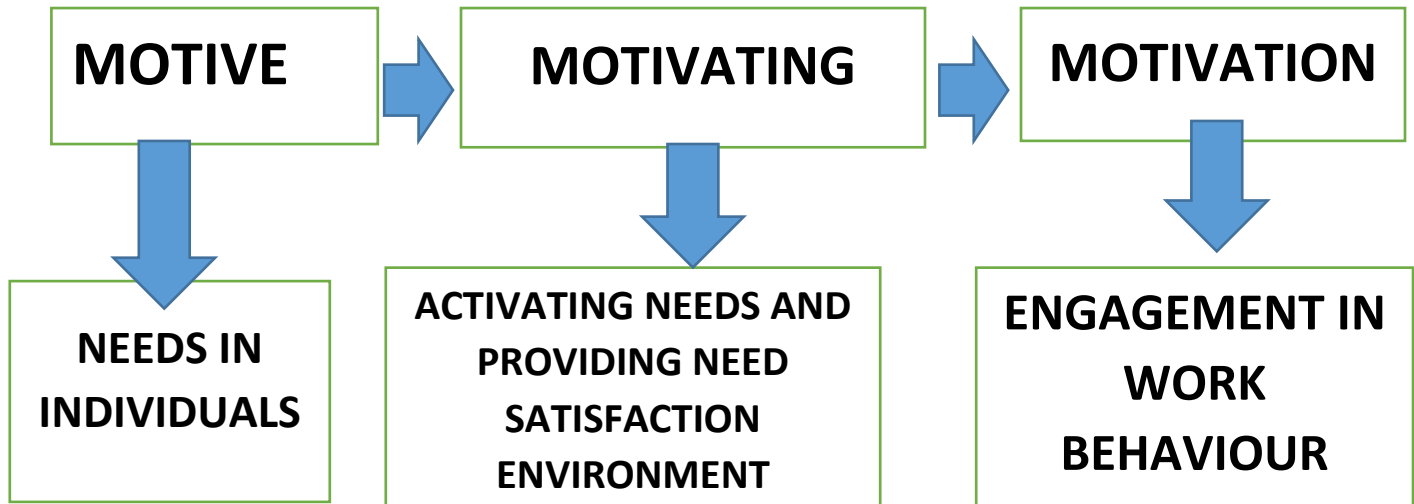 MOTIVE
MOTIVATING
MOTIVATION
NEEDS IN
INDIVIDUALS
ACTIVATING NEEDS AND
PROVIDING NEED
SATISFACTION
ENVIRONMENT
ENGAGEMENT IN
WORK
BEHAVIOUR